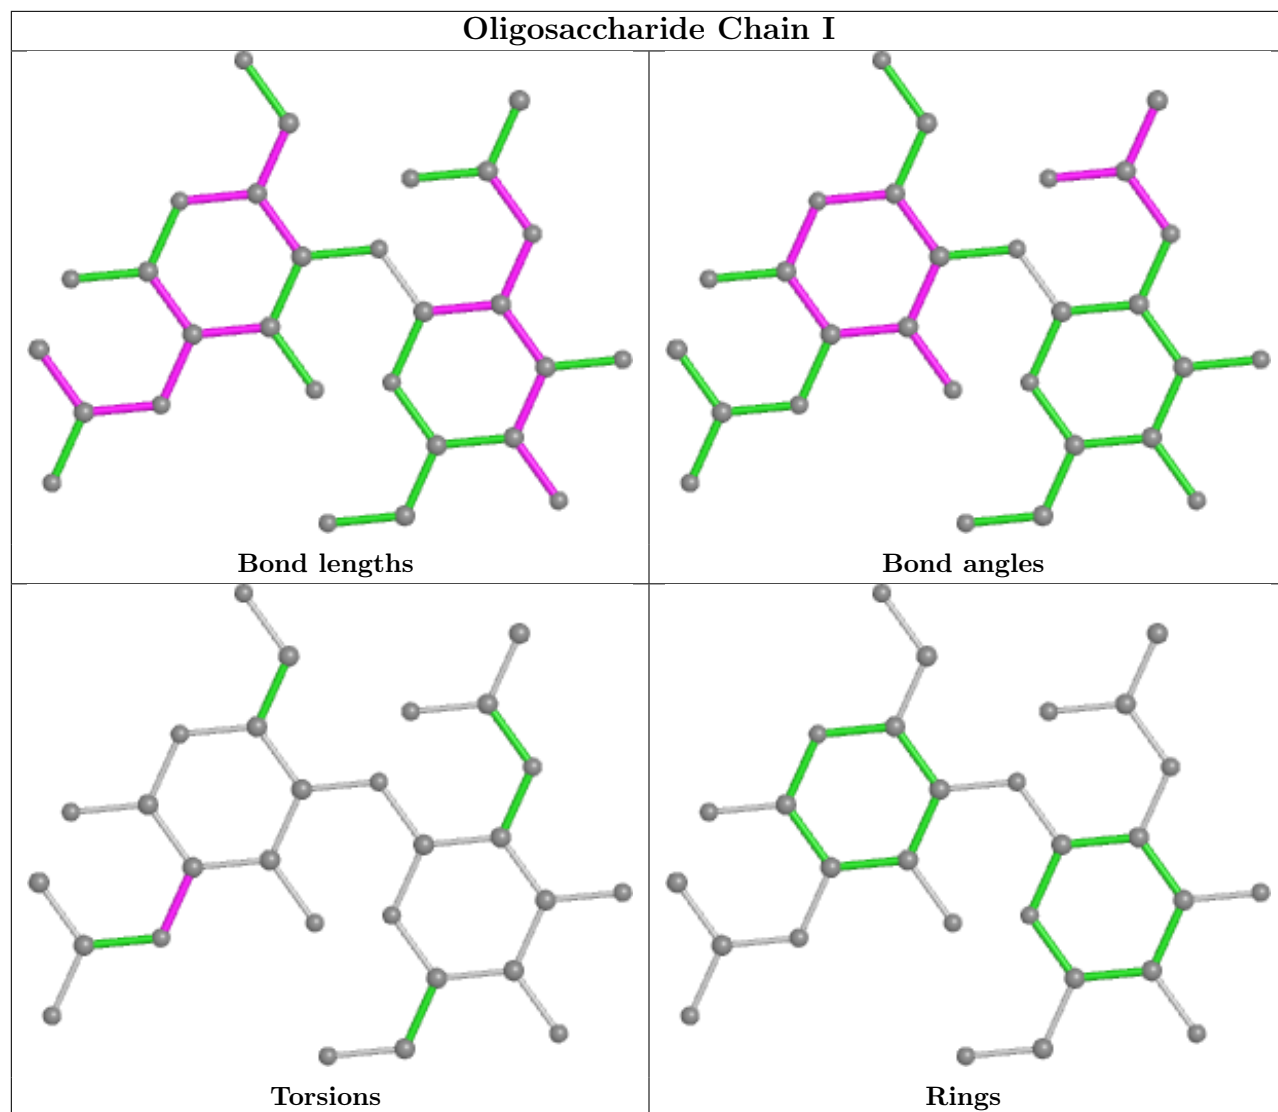 Oligosaccharide Chain I
Bond lengths
Bond angles
Torsions
Rings